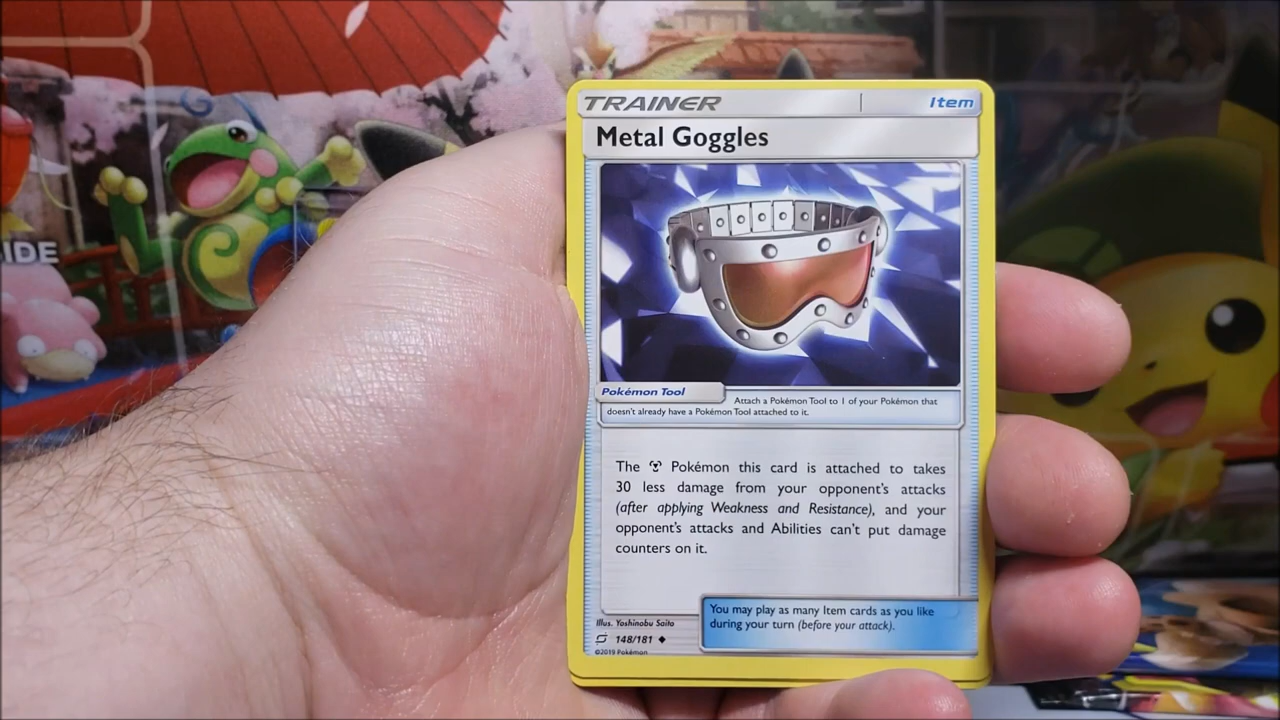 IDE
TRAINER
Item
Metal Goggles
Pokémon Tool
Attach a Pokémon Tool to 1 of your Pokémon that
doesn't already have a Pokémon Tool attached to it.
The Pokémon this card is attached to takes
30 less damage from your opponent's attacks
(after applying Weakness and Resistance), and your
opponent's attacks and Abilities can't put damage
counters on it.
You may play as many Item cards as you like
during your turn (before your attack).
Illus. Yoshinobu Saito
148/181
©2019 Pokémon